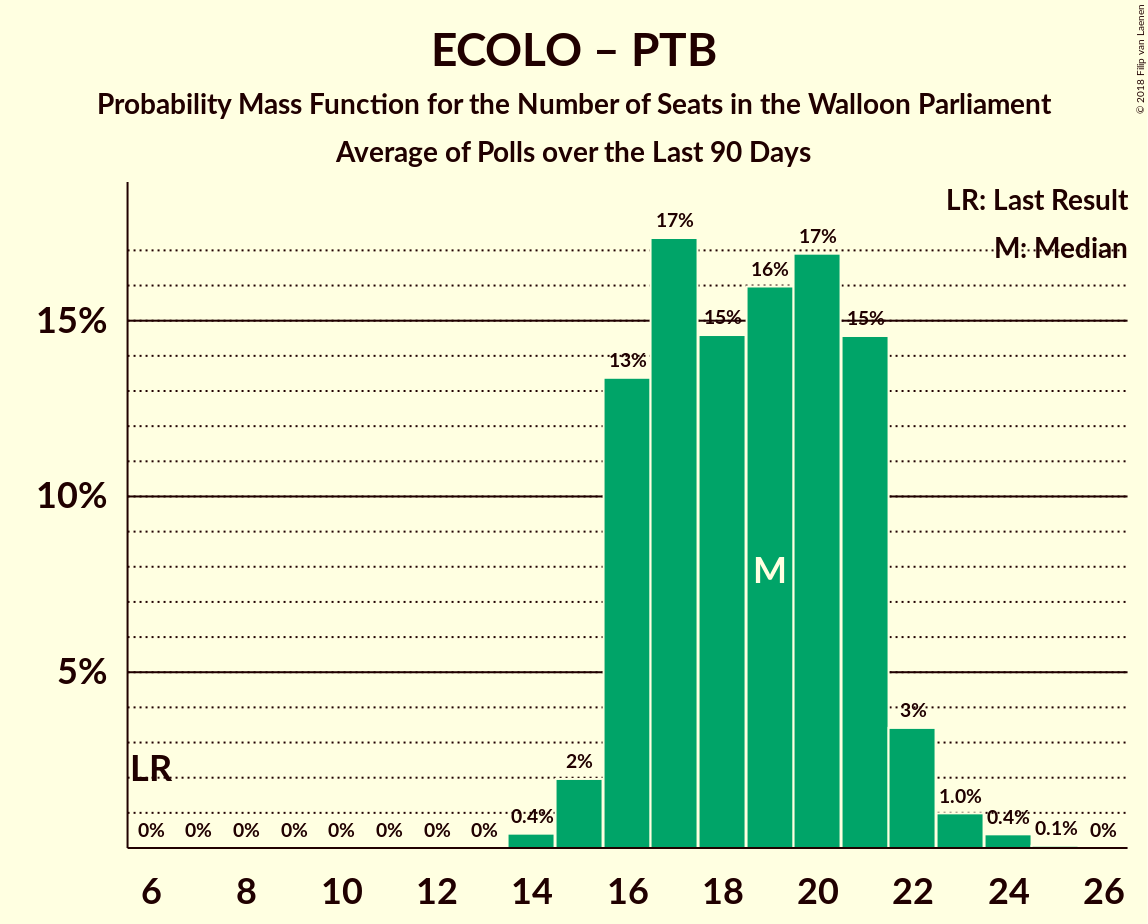 ECOLO – PTB
Probability Mass Function for the Number of Seats in the Walloon Parliament
Average of Polls over the Last 90 Days
© 2018 Filip van Laenen
LR: Last Result
M: Median
15%
10%
5%
17%
17%
16%
15%
15%
13%
M
3%
LR
2%
1.0%
0% 0% 0% 0% 0% 0% 0% 0% 0.4% 0.4% 0.1% 0%
6 8 10 12 14 16 18 20 22 24 26